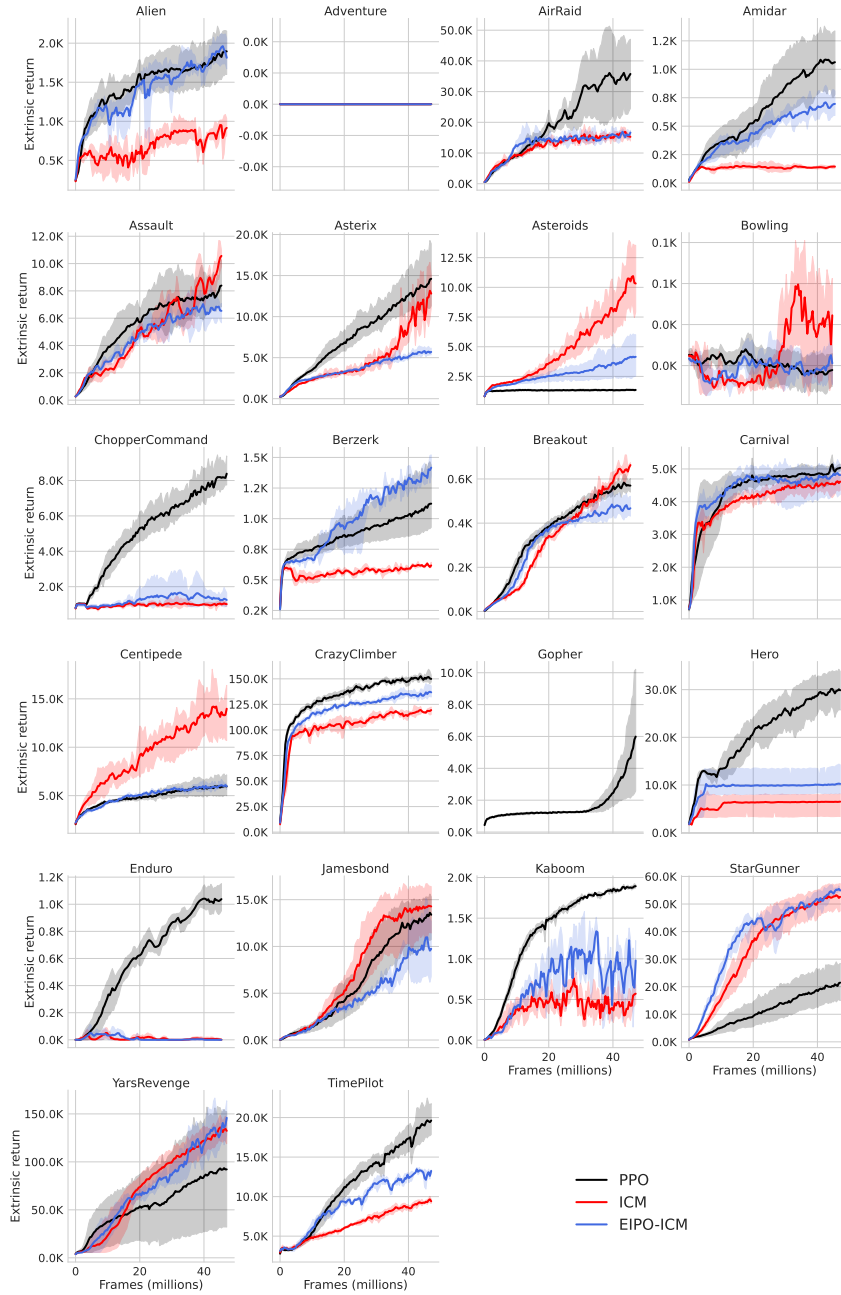 Alien
Adventure
AirRaid
Amidar
Extrinsic return
2.0K
1.5K
1.0K
0.5K
0.0K
0.0K
0.0K
-0.0K
-0.0K
50.0K
40.0K
30.0K
20.0K
10.0K
0.0K
1.2K
1.0K
0.8K
0.5K
0.2K
0.0K
Assault
Asterix
Asteroids
Bowling
Extrinsic return
12.0K
10.0K
8.0K
6.0K
4.0K
2.0K
0.0K
20.0K
15.0K
10.0K
5.0K
0.0K
12.5K
10.0K
7.5K
5.0K
2.5K
0.1K
0.1K
0.0K
0.0K
ChopperCommand
Berzerk
Breakout
Carnival
Extrinsic return
8.0K
6.0K
4.0K
2.0K
1.5K
1.2K
1.0K
0.8K
0.5K
0.2K
0.6K
0.4K
0.2K
0.0K
5.0K
4.0K
3.0K
2.0K
1.0K
Centipede
CrazyClimber
Gopher
Hero
Extrinsic return
15.0K
10.0K
5.0K
150.0K
125.0K
100.0K
75.0K
50.0K
25.0K
0.0K
10.0K
8.0K
6.0K
4.0K
2.0K
0.0K
30.0K
20.0K
10.0K
0.0K
Enduro
Jamesbond
Kaboom
StarGunner
Extrinsic return
1.2K
1.0K
0.8K
0.6K
0.4K
0.2K
0.0K
15.0K
10.0K
5.0K
0.0K
2.0K
1.5K
1.0K
0.5K
0.0K
60.0K
50.0K
40.0K
30.0K
20.0K
10.0K
0.0K
0 20 40
Frames (millions)
0 20 40
Frames (millions)
YarsRevenge
TimePilot
Extrinsic return
150.0K
100.0K
50.0K
0.0K
20.0K
15.0K
10.0K
5.0K
0 20 40
Frames (millions)
0 20 40
Frames (millions)
PPO
ICM
EIPO-ICM